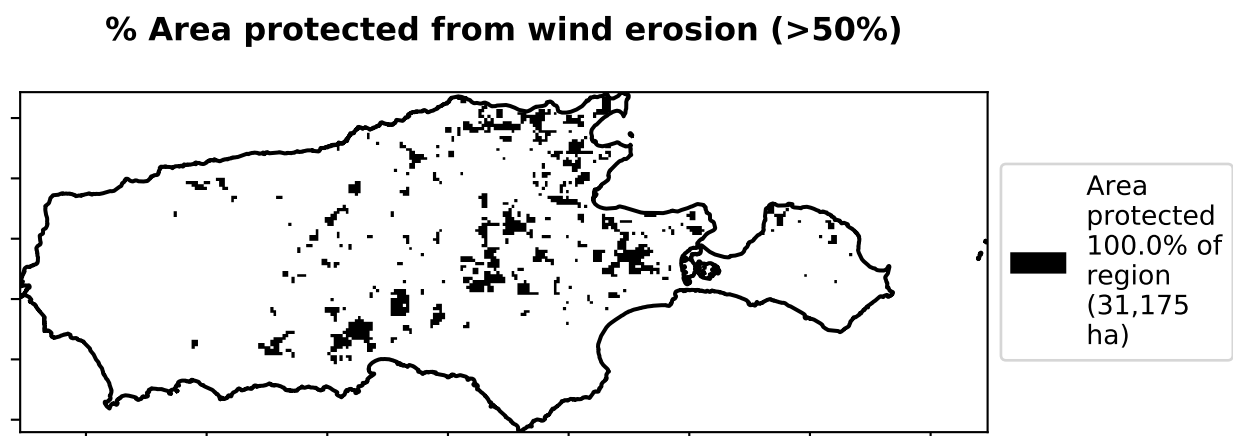 % Area protected from wind erosion (>50%)
Area
protected
100.0% of
region
(31,175
ha)